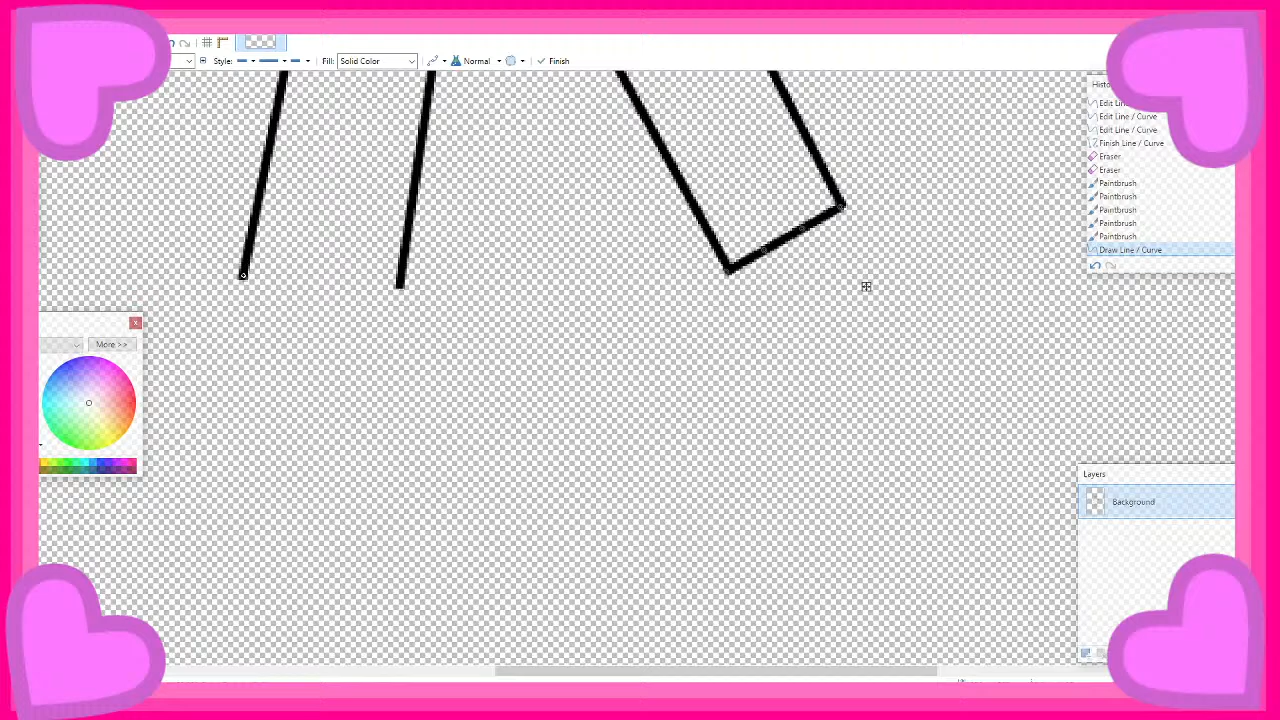 Style:
Fill: Solid Color
Normal
Finish
Edit
Edit Line / Curve
Edit Line / Curve
Finish Line / Curve
Eraser
Eraser
Paintbrush
Paintbrush
Paintbrush
Paintbrush
Paintbrush
Draw Line / Curve
More >>
Layers
Background